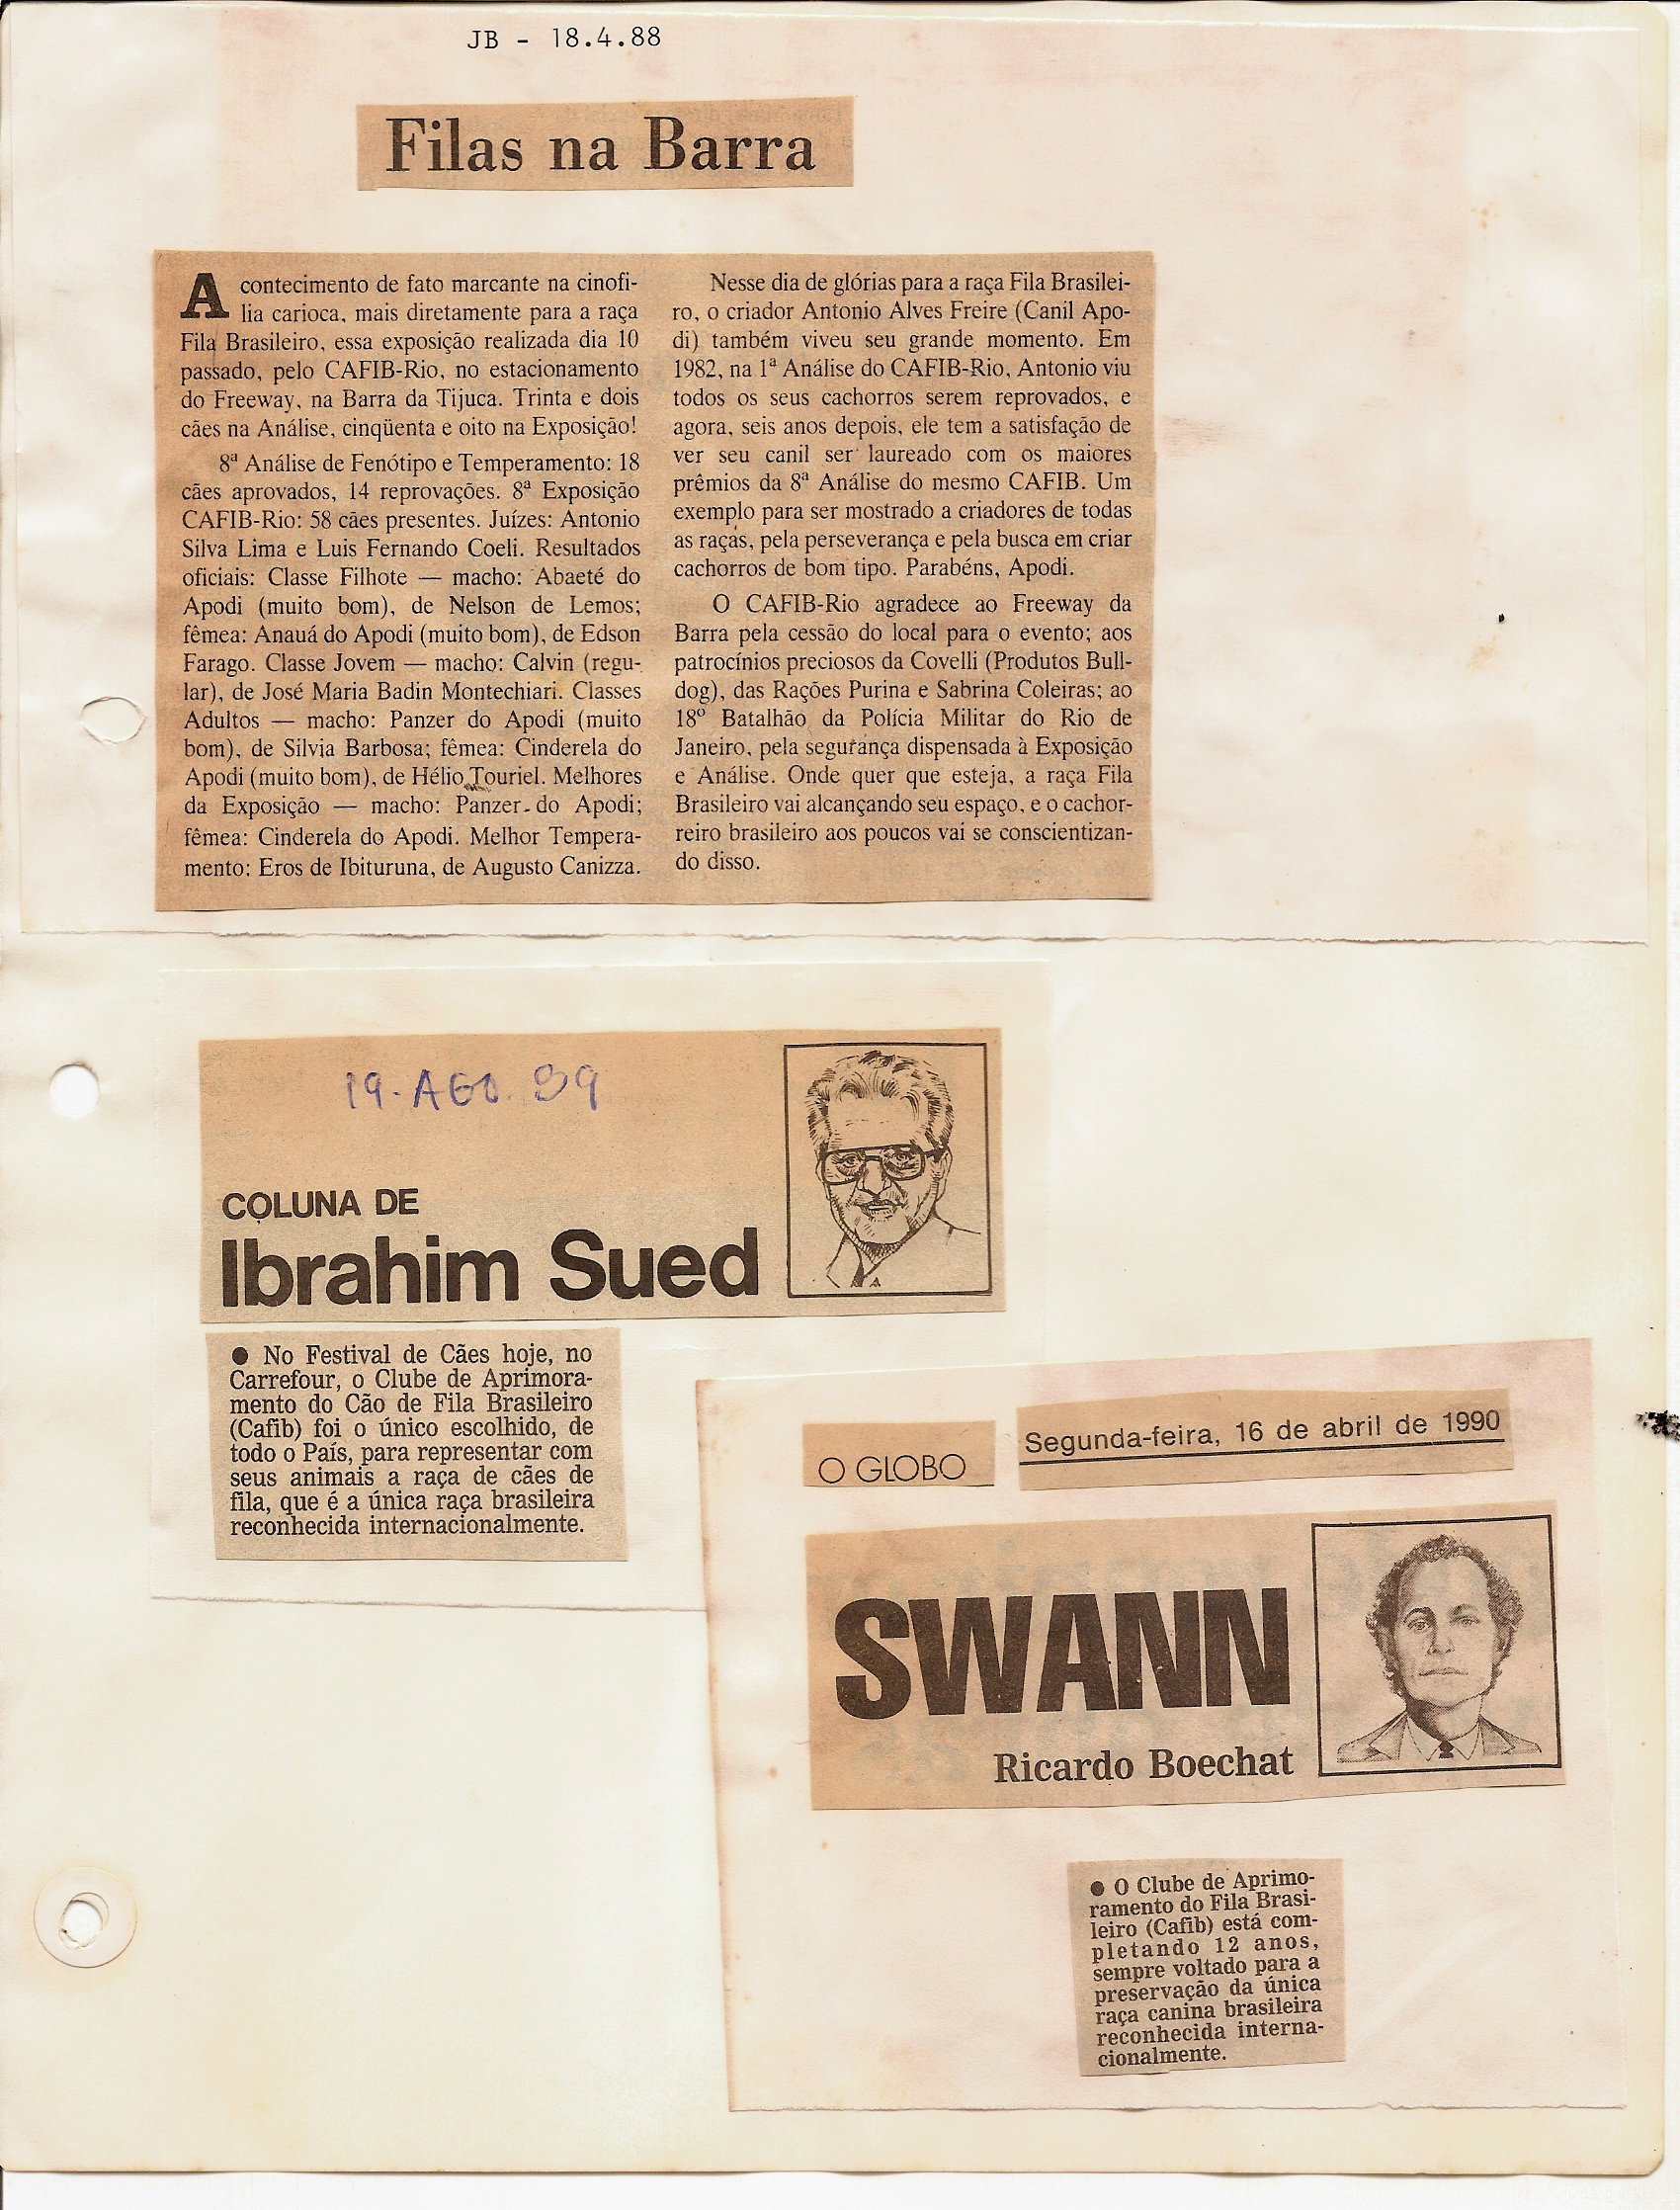 JB - 18.4.88
Filas na Barra
Acontecimento de fato marcante na cinofi-
lia carioca, mais diretamente para a raça
Fila Brasileiro, essa exposição realizada dia 10
passado, pelo CAFIB-Rio, no estacionamento
do Freeway, na Barra da Tijuca. Trinta e dois
cães na Análise, cinqüenta e oito na Exposição!
8ª Análise de Fenótipo e Temperamento: 18
cães aprovados, 14 reprovações. 8ª Exposição
CAFIB-Rio: 58 cães presentes. Juízes: Antonio
Silva Lima e Luis Fernando Coeli. Resultados
oficiais: Classe Filhote — macho: Abaeté do
Apodi (muito bom), de Nelson de Lemos;
fêmea: Anauá do Apodi (muito bom), de Edson
Farago. Classe Jovem — macho: Calvin (regu-
lar), de José Maria Badin Montechiari. Classes
Adultos — macho: Panzer do Apodi (muito
bom), de Silvia Barbosa; fêmea: Cinderela do
Apodi (muito bom), de Hélio Touriel. Melhores
da Exposição — macho: Panzer do Apodi;
fêmea: Cinderela do Apodi. Melhor Tempera-
mento: Eros de Ibituruna, de Augusto Canizza.
Nesse dia de glórias para a raça Fila Brasilei-
ro, o criador Antonio Alves Freire (Canil Apo-
di) também viveu seu grande momento. Em
1982, na 1ª Análise do CAFIB-Rio, Antonio viu
todos os seus cachorros serem reprovados, e
agora, seis anos depois, ele tem a satisfação de
ver seu canil ser laureado com os maiores
prêmios da 8ª Análise do mesmo CAFIB. Um
exemplo para ser mostrado a criadores de todas
as raças, pela perseverança e pela busca em criar
cachorros de bom tipo. Parabéns, Apodi.
O CAFIB-Rio agradece ao Freeway da
Barra pela cessão do local para o evento; aos
patrocínios preciosos da Covelli (Produtos Bull-
dog), das Rações Purina e Sabrina Coleiras; ao
18º Batalhão da Polícia Militar do Rio de
Janeiro, pela segurança dispensada à Exposição
e Análise. Onde quer que esteja, a raça Fila
Brasileiro vai alcançando seu espaço, e o cachor-
reiro brasileiro aos poucos vai se conscientizan-
do disso.
19. AGO. 89
COLUNA DE
Ibrahim Sued
● No Festival de Cães hoje, no
Carrefour, o Clube de Aprimora-
mento do Cão de Fila Brasileiro
(Cafib) foi o único escolhido, de
todo o País, para representar com
seus animais a raça de cães de
fila, que é a única raça brasileira
reconhecida internacionalmente.
O GLOBO
Segunda-feira, 16 de abril de 1990
SWANN
Ricardo Boechat
● O Clube de Aprimo-
ramento do Fila Brasi-
leiro (Cafib) está com-
pletando 12 anos,
sempre voltado para a
preservação da única
raça canina brasileira
reconhecida interna-
cionalmente.